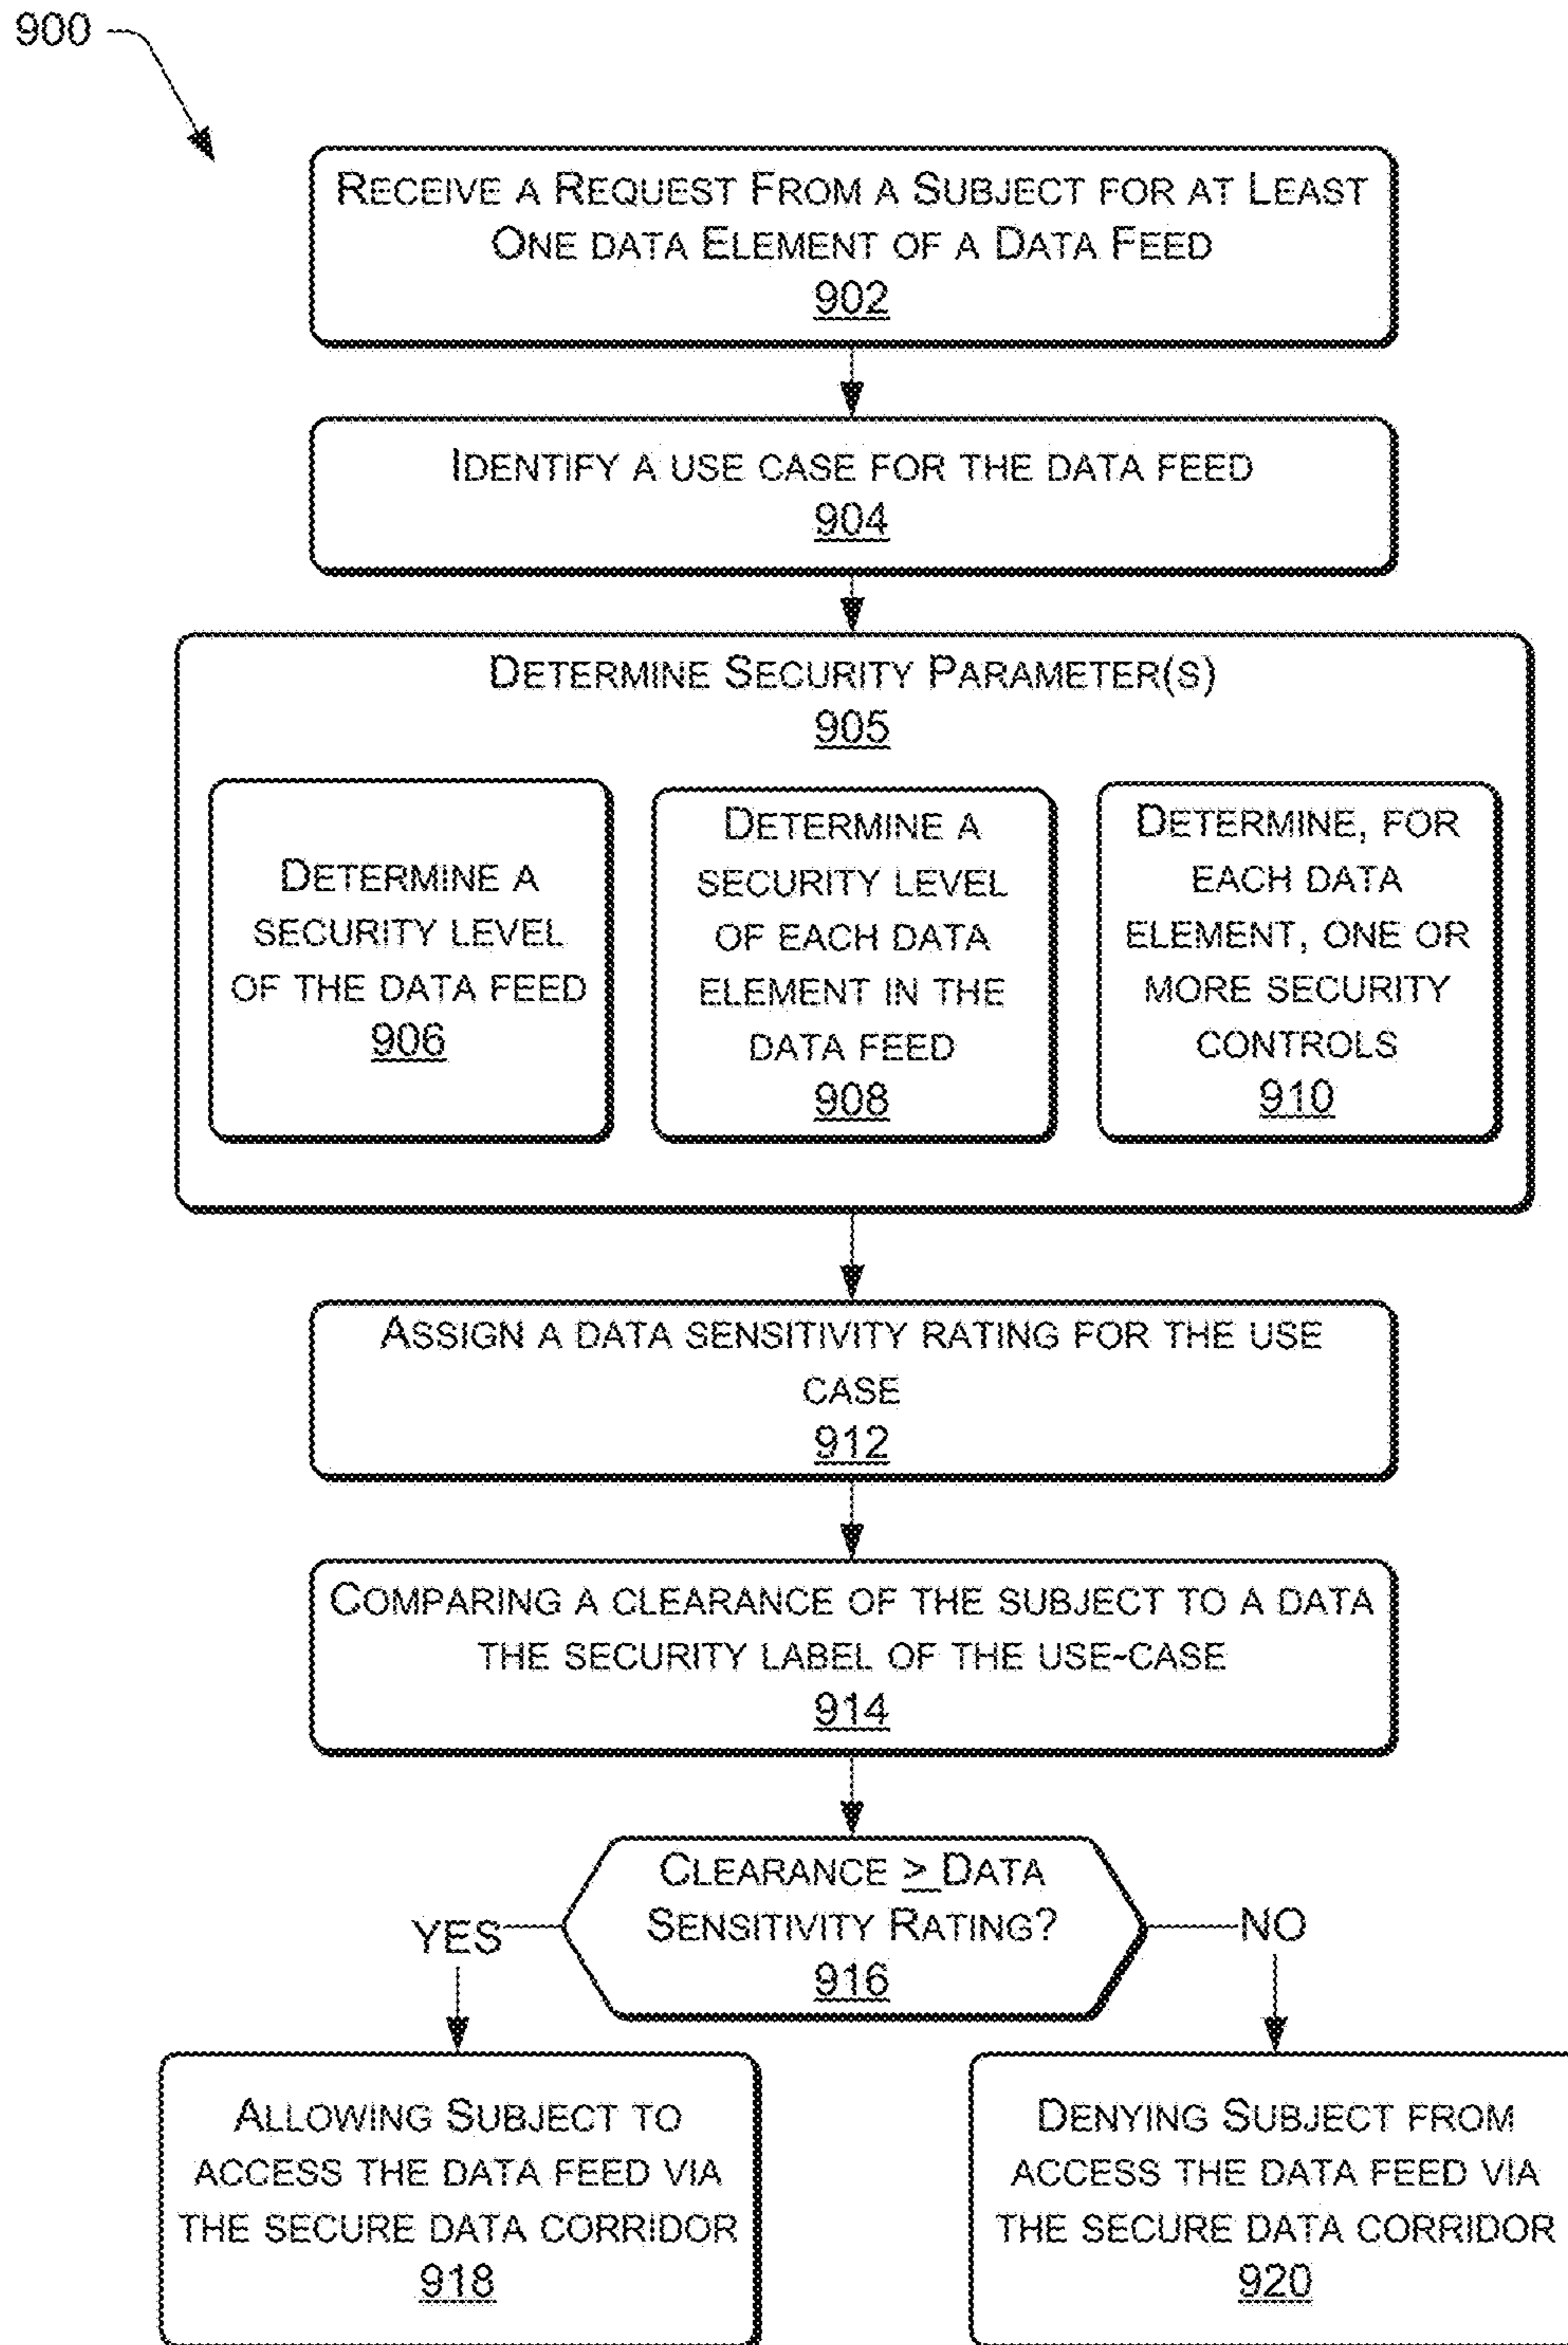 900
RECEIVE A REQUEST FROM A SUBJECT FOR AT LEAST
ONE DATA ELEMENT OF A DATA FEED
902
IDENTIFY A USE CASE FOR THE DATA FEED
904
DETERMINE SECURITY PARAMETER(S)
905
DETERMINE A
SECURITY LEVEL
OF THE DATA FEED
906
DETERMINE A
SECURITY LEVEL
OF EACH DATA
ELEMENT IN THE
DATA FEED
908
DETERMINE, FOR
EACH DATA
ELEMENT, ONE OR
MORE SECURITY
CONTROLS
910
ASSIGN A DATA SENSITIVITY RATING FOR THE USE
CASE
912
COMPARING A CLEARANCE OF THE SUBJECT TO A DATA
THE SECURITY LABEL OF THE USE-CASE
914
CLEARANCE ≥ DATA
SENSITIVITY RATING?
916
YES
NO
ALLOWING SUBJECT TO
ACCESS THE DATA FEED VIA
THE SECURE DATA CORRIDOR
918
DENYING SUBJECT FROM
ACCESS THE DATA FEED VIA
THE SECURE DATA CORRIDOR
920